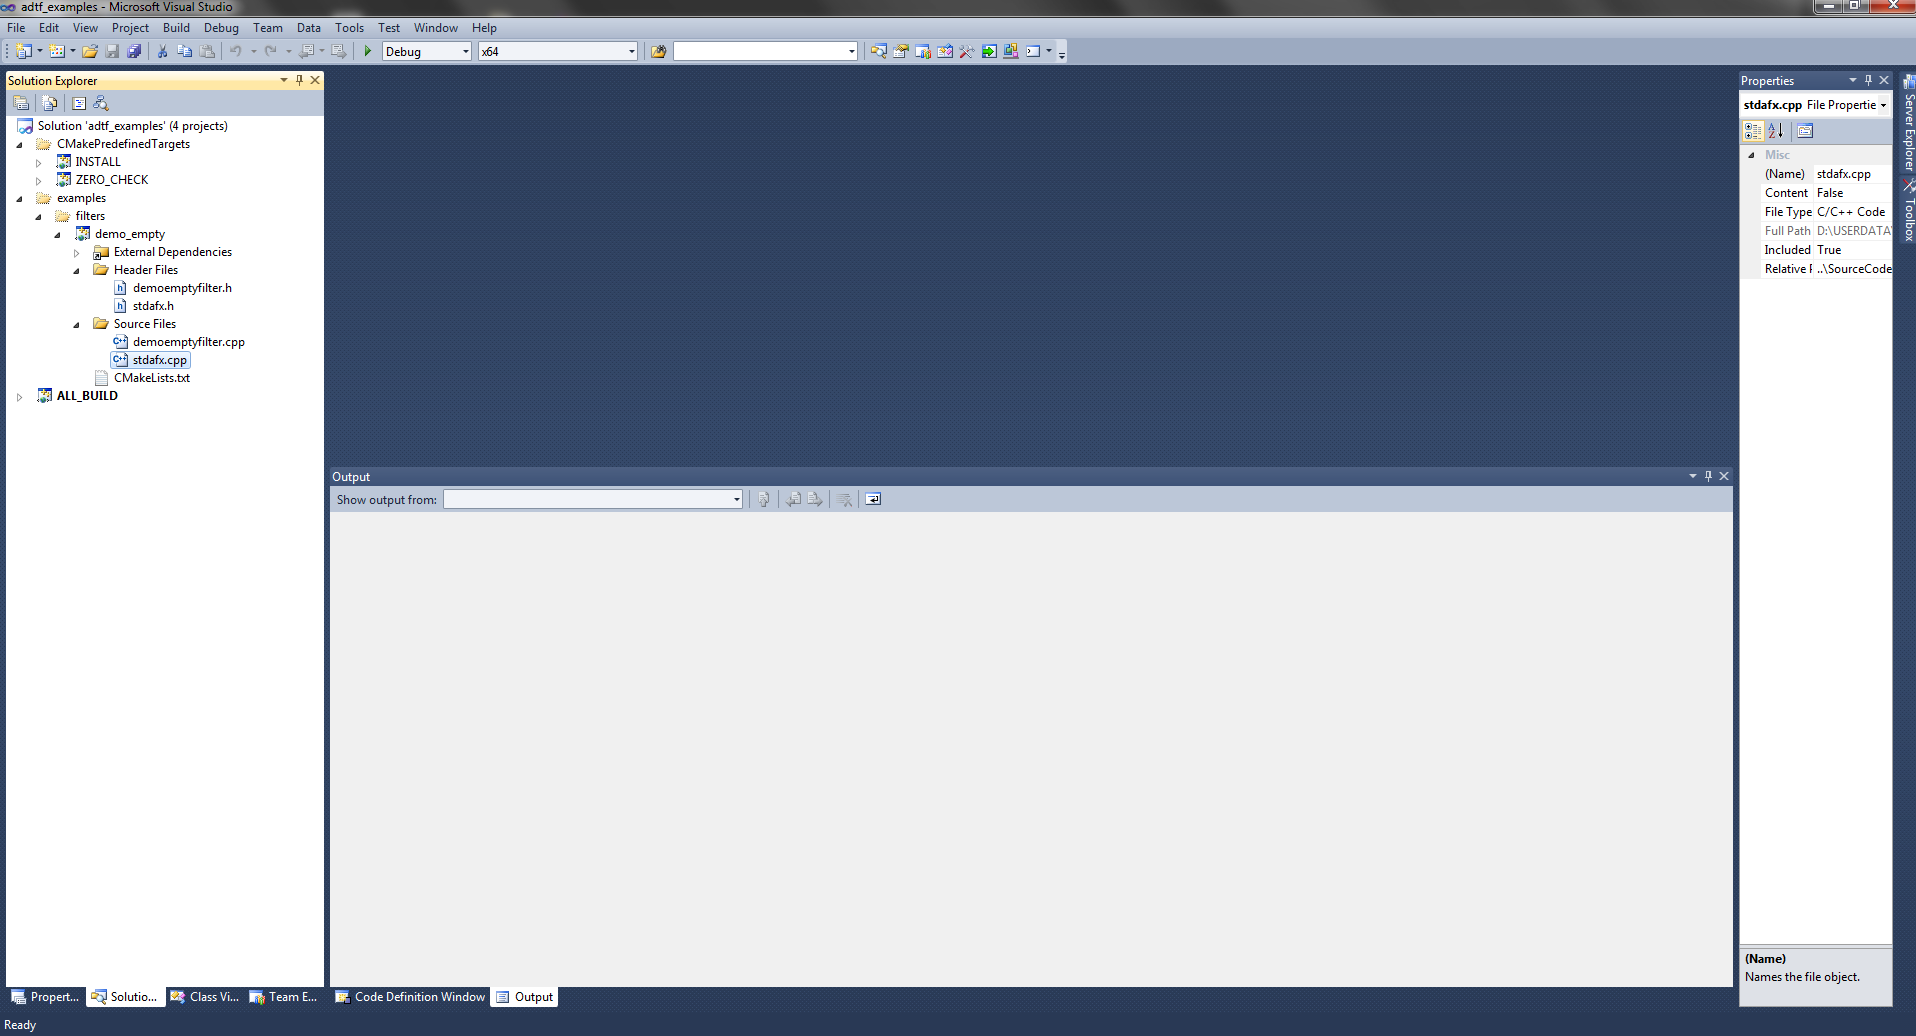 adtf_examples - Microsoft Visual Studio
File Edit View Project Build Debug Team Data Tools Test Window Help
Debug x64
Solution Explorer
Solution 'adtf_examples' (4 projects)
CMakePredefinedTargets
INSTALL
ZERO_CHECK
examples
filters
demo_empty
External Dependencies
Header Files
demoemptyfilter.h
stdafx.h
Source Files
demoemptyfilter.cpp
stdafx.cpp
CMakeLists.txt
ALL_BUILD
Output
Show output from:
Properties
stdafx.cpp File Propertie
Misc
(Name) stdafx.cpp
Content False
File Type C/C++ Code
Full Path D:\USERDATA\
Included True
Relative P ..\SourceCode
(Name)
Names the file object.
Server Explorer
Toolbox
Propert... Solutio... Class Vi... Team E... Code Definition Window Output
Ready